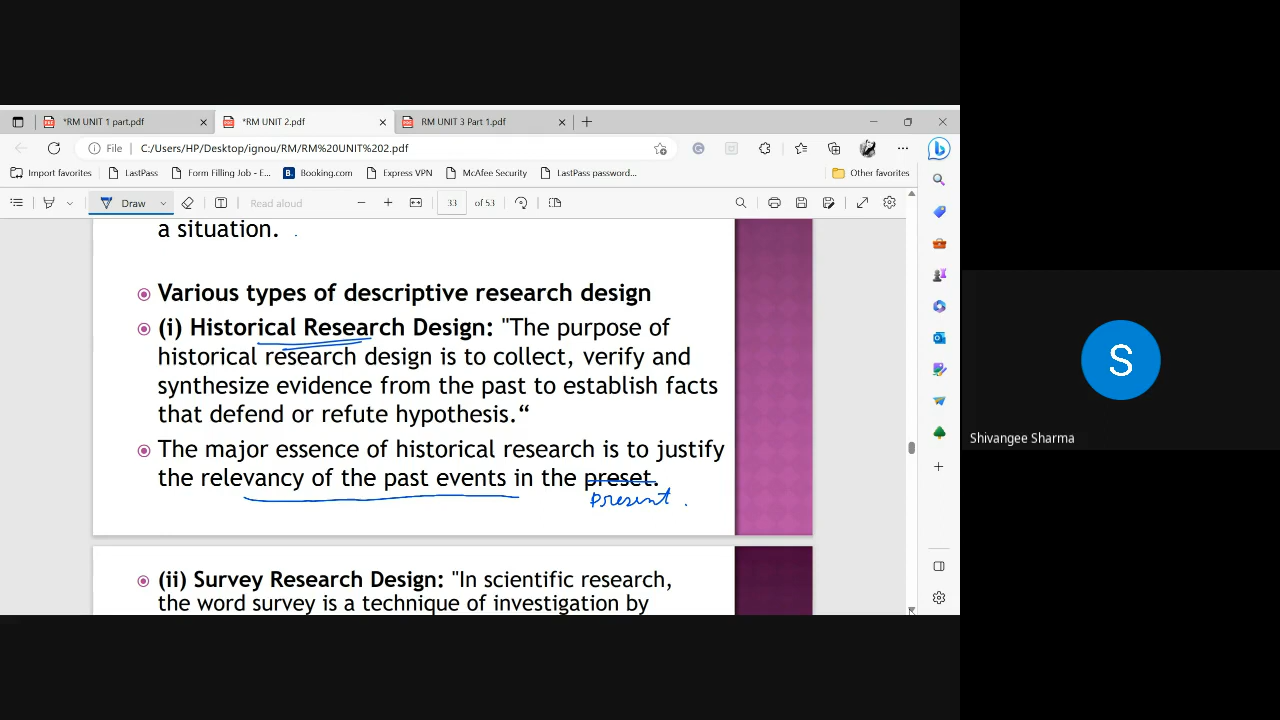 *RM UNIT 1 part.pdf
*RM UNIT 2.pdf
RM UNIT 3 Part 1.pdf
File
C:/Users/HP/Desktop/ignou/RM/RM%20UNIT%202.pdf
Import favorites
LastPass
Form Filling Job - E...
Booking.com
Express VPN
McAfee Security
LastPass password...
Other favorites
Draw
Read aloud
33
of 53
a situation.
Various types of descriptive research design
(i) Historical Research Design: "The purpose of
historical research design is to collect, verify and
synthesize evidence from the past to establish facts
that defend or refute hypothesis.“
The major essence of historical research is to justify
the relevancy of the past events in the preset.
present .
(ii) Survey Research Design: "In scientific research,
the word survey is a technique of investigation by
S
Shivangee Sharma